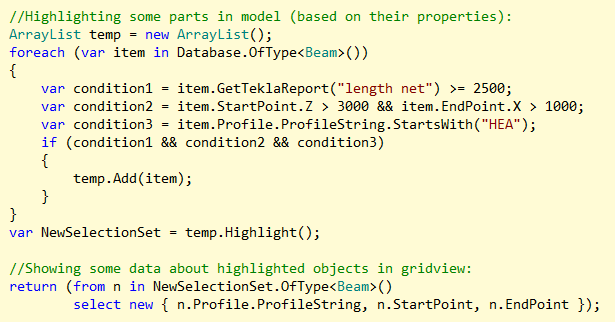 //Highlighting some parts in model (based on their properties):
ArrayList temp = new ArrayList();
foreach (var item in Database.OfType<Beam>())
{
var condition1 = item.GetTeklaReport("length net") >= 2500;
var condition2 = item.StartPoint.Z > 3000 && item.EndPoint.X > 1000;
var condition3 = item.Profile.ProfileString.StartsWith("HEA");
if (condition1 && condition2 && condition3)
{
temp.Add(item);
}
}
var NewSelectionSet = temp.Highlight();
//Showing some data about highlighted objects in gridview:
return (from n in NewSelectionSet.OfType<Beam>()
select new { n.Profile.ProfileString, n.StartPoint, n.EndPoint });